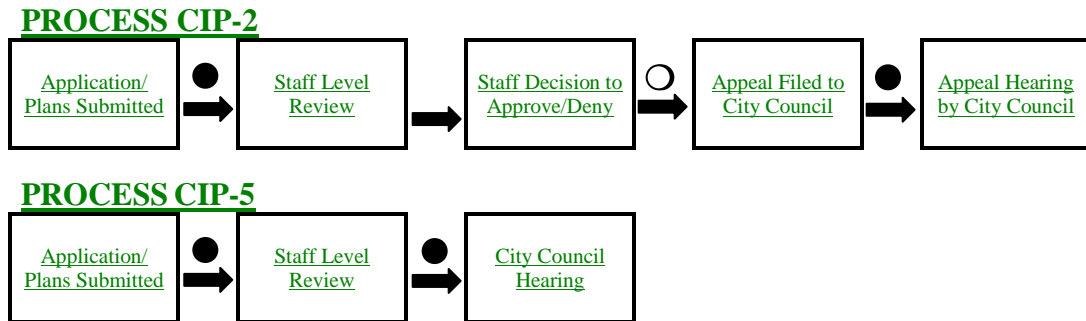 PROCESS CIP-2
Application/
Plans Submitted
Staff Level
Review
Staff Decision to
Approve/Deny
Appeal Filed to
City Council
Appeal Hearing
by City Council
PROCESS CIP-5
Application/
Plans Submitted
Staff Level
Review
City Council
Hearing